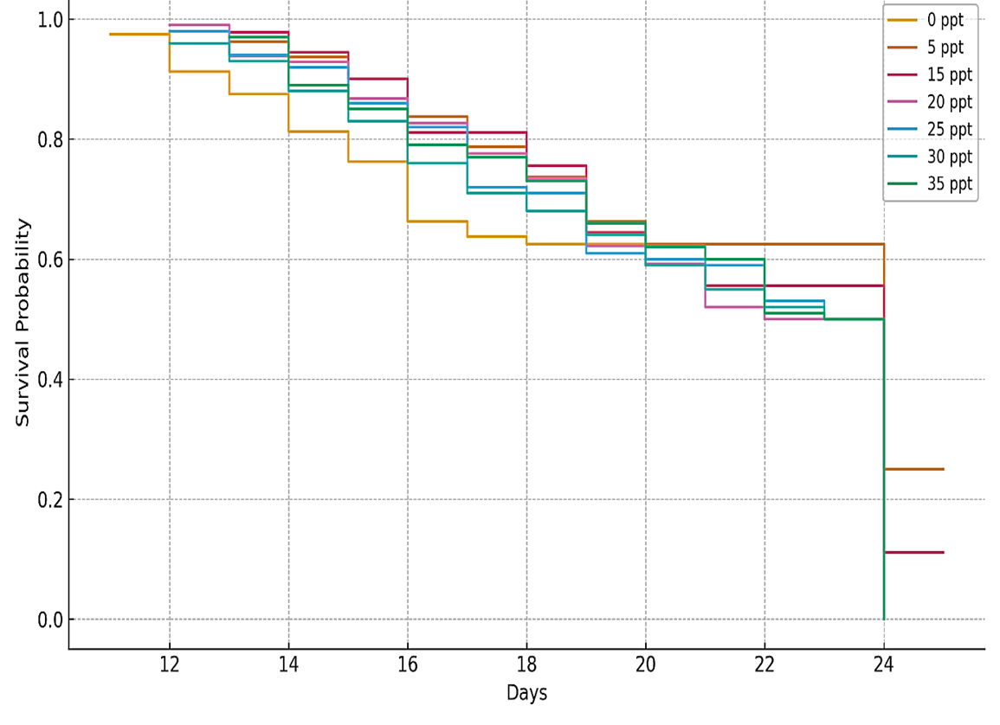 1.0
0.8
0.6
0.4
0.2
0.0
Survival Probability
12 14 16 18 20 22 24
Days
0 ppt
5 ppt
15 ppt
20 ppt
25 ppt
30 ppt
35 ppt